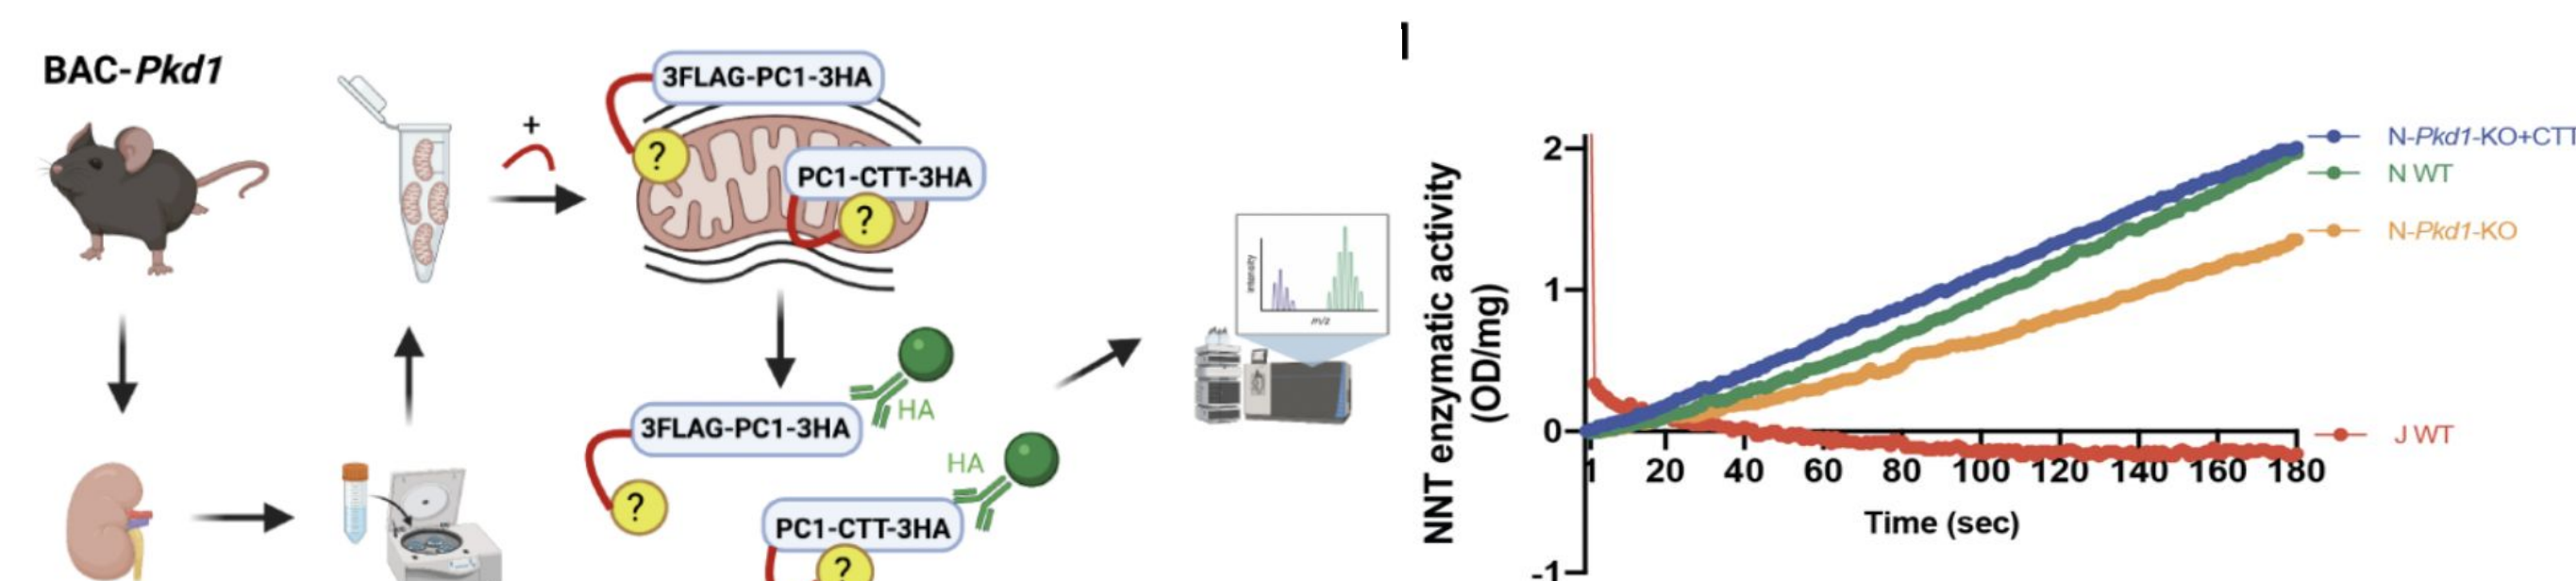 BAC-Pkd1
+
3FLAG-PC1-3HA
?
PC1-CTT-3HA
?
HA
3FLAG-PC1-3HA
?
HA
PC1-CTT-3HA
?
Intensity
m/z
I
NNT enzymatic activity
(OD/mg)
2
1
0
-1
1 20 40 60 80 100 120 140 160 180
Time (sec)
N-Pkd1-KO+CTT
N WT
N-Pkd1-KO
J WT